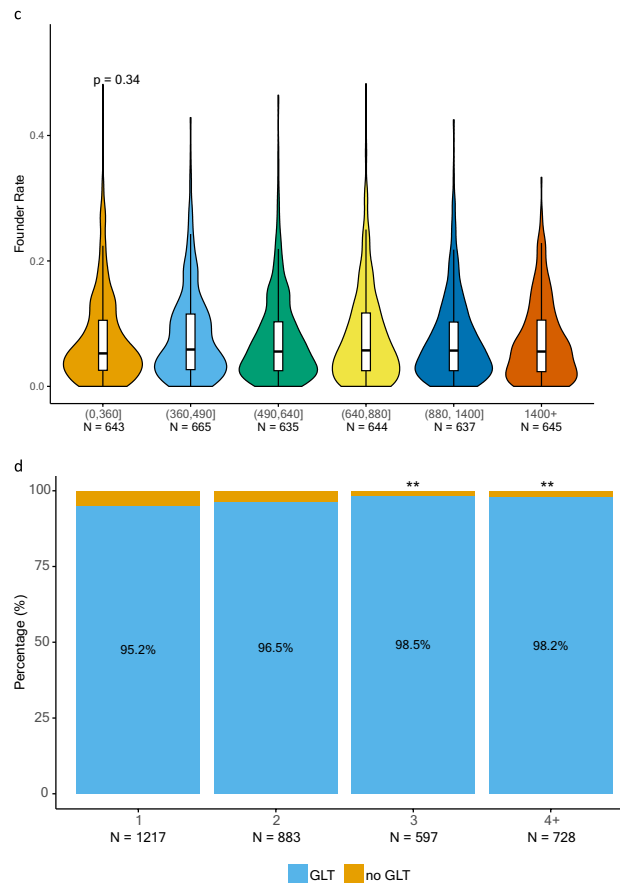 c
p = 0.34
0.4
0.2
0.0
Founder Rate
(0,360] (360,490] (490,640] (640,880] (880, 1400] 1400+
N = 643 N = 665 N = 635 N = 644 N = 637 N = 645
d
** **
100
75
50
25
0
Percentage (%)
95.2% 96.5% 98.5% 98.2%
1 2 3 4+
N = 1217 N = 883 N = 597 N = 728
GLT no GLT